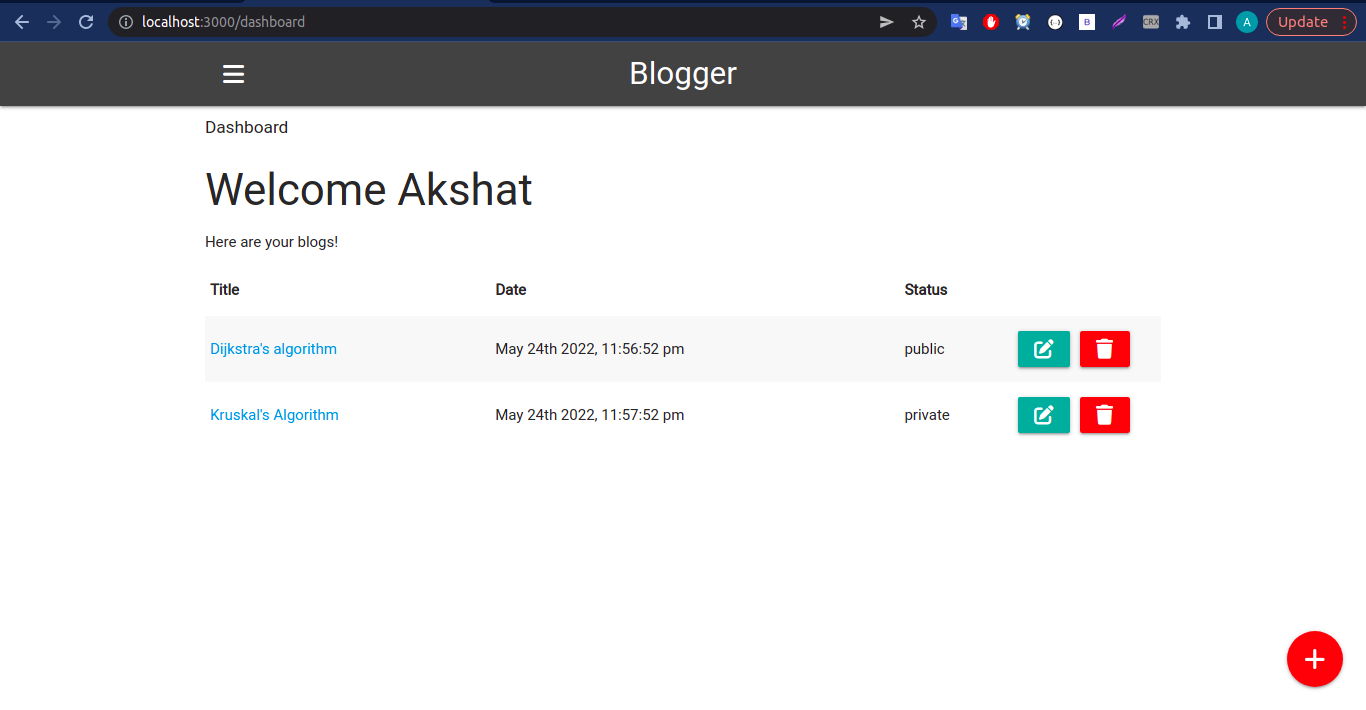 localhost:3000/dashboard
B
CRX
A
Update
Blogger
Dashboard
Welcome Akshat
Here are your blogs!
Title Date Status
Dijkstra's algorithm May 24th 2022, 11:56:52 pm public
Kruskal's Algorithm May 24th 2022, 11:57:52 pm private